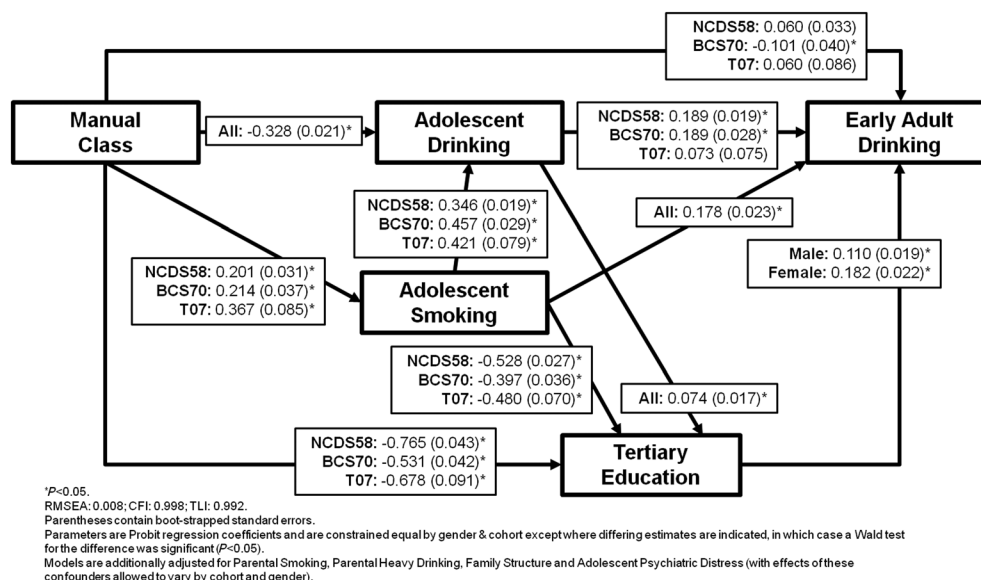 NCDS58: 0.060 (0.033)
BCS70: -0.101 (0.040)*
T07: 0.060 (0.086)
Manual
Class
All: -0.328 (0.021)*
Adolescent
Drinking
NCDS58: 0.189 (0.019)*
BCS70: 0.189 (0.028)*
T07: 0.073 (0.075)
Early Adult
Drinking
NCDS58: 0.346 (0.019)*
BCS70: 0.457 (0.029)*
T07: 0.421 (0.079)*
All: 0.178 (0.023)*
Male: 0.110 (0.019)*
Female: 0.182 (0.022)*
NCDS58: 0.201 (0.031)*
BCS70: 0.214 (0.037)*
T07: 0.367 (0.085)*
Adolescent
Smoking
NCDS58: -0.528 (0.027)*
BCS70: -0.397 (0.036)*
T07: -0.480 (0.070)*
All: 0.074 (0.017)*
NCDS58: -0.765 (0.043)*
BCS70: -0.531 (0.042)*
T07: -0.678 (0.091)*
Tertiary
Education
*P<0.05.
RMSEA: 0.008; CFI: 0.998; TLI: 0.992.
Parentheses contain boot-strapped standard errors.
Parameters are Probit regression coefficients and are constrained equal by gender & cohort except where differing estimates are indicated, in which case a Wald test
for the difference was significant (P<0.05).
Models are additionally adjusted for Parental Smoking, Parental Heavy Drinking, Family Structure and Adolescent Psychiatric Distress (with effects of these
confounders allowed to vary by cohort and gender).